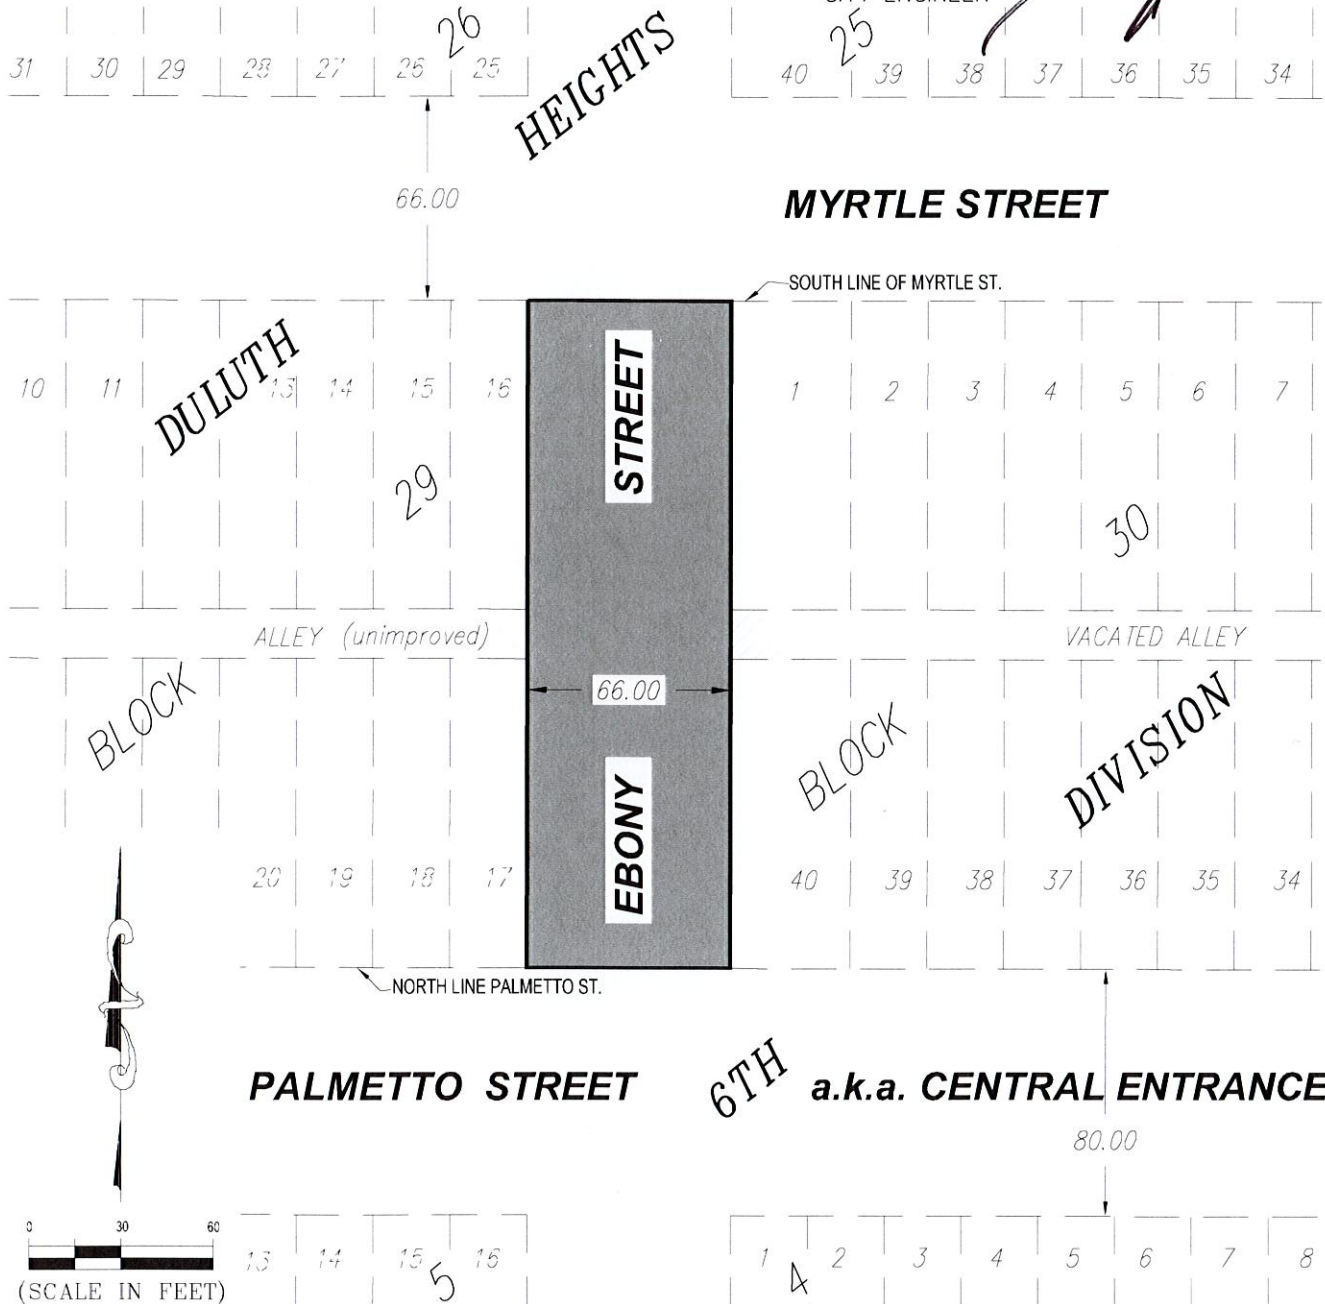 CITY ENGINEER
31 30 29 28 27 26 25
26
40 39 38 37 36 35 34
25
HEIGHTS
66.00
MYRTLE STREET
SOUTH LINE OF MYRTLE ST.
DULUTH
10 11 13 14 15 16
STREET
1 2 3 4 5 6 7
29
30
ALLEY (unimproved)
VACATED ALLEY
66.00
BLOCK
BLOCK
DIVISION
EBONY
20 19 18 17
40 39 38 37 36 35 34
NORTH LINE PALMETTO ST.
PALMETTO STREET
6TH
a.k.a. CENTRAL ENTRANCE
80.00
0 30 60
(SCALE IN FEET)
13 14 15 16
5
1 2 3 4 5 6 7 8
4